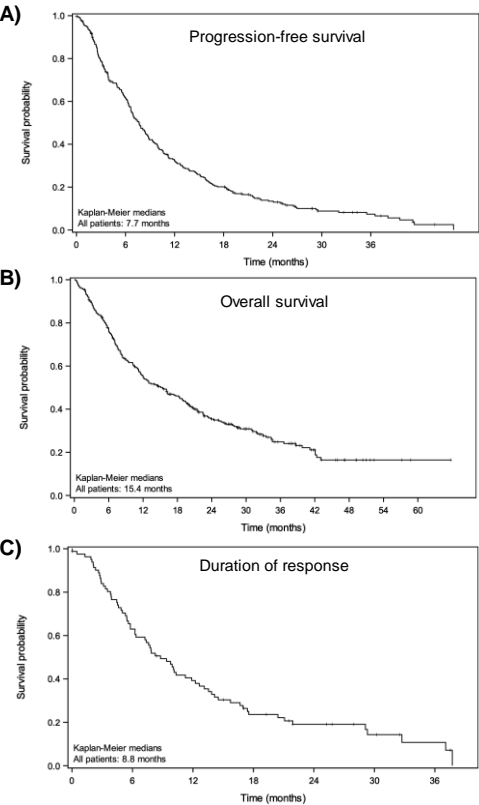 A)
Progression-free survival
Survival probability
1.0
0.8
0.6
0.4
0.2
0.0
Kaplan-Meier medians
All patients: 7.7 months
0 6 12 18 24 30 36
Time (months)
B)
Overall survival
Survival probability
1.0
0.8
0.6
0.4
0.2
0.0
Kaplan-Meier medians
All patients: 15.4 months
0 6 12 18 24 30 36 42 48 54 60
Time (months)
C)
Duration of response
Survival probability
1.0
0.8
0.6
0.4
0.2
0.0
Kaplan-Meier medians
All patients: 8.8 months
0 6 12 18 24 30 36
Time (months)